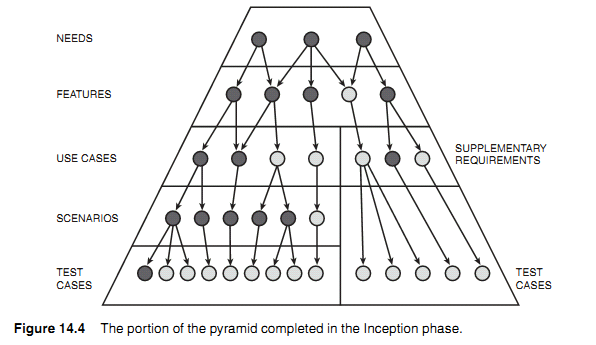 NEEDS
FEATURES
USE CASES
SUPPLEMENTARY
REQUIREMENTS
SCENARIOS
TEST
CASES
TEST
CASES
Figure 14.4 The portion of the pyramid completed in the Inception phase.